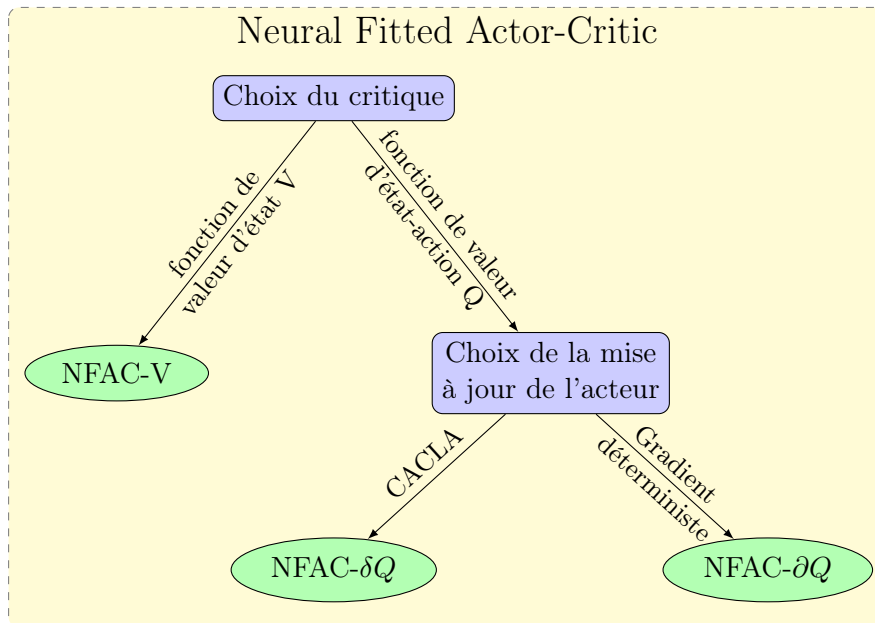 Neural Fitted Actor-Critic
Choix du critique
fonction de
valeur d'état V
fonction de valeur
d'état-action Q
NFAC-V
Choix de la mise
à jour de l'acteur
CACLA
Gradient
déterministe
NFAC-δQ
NFAC-∂Q